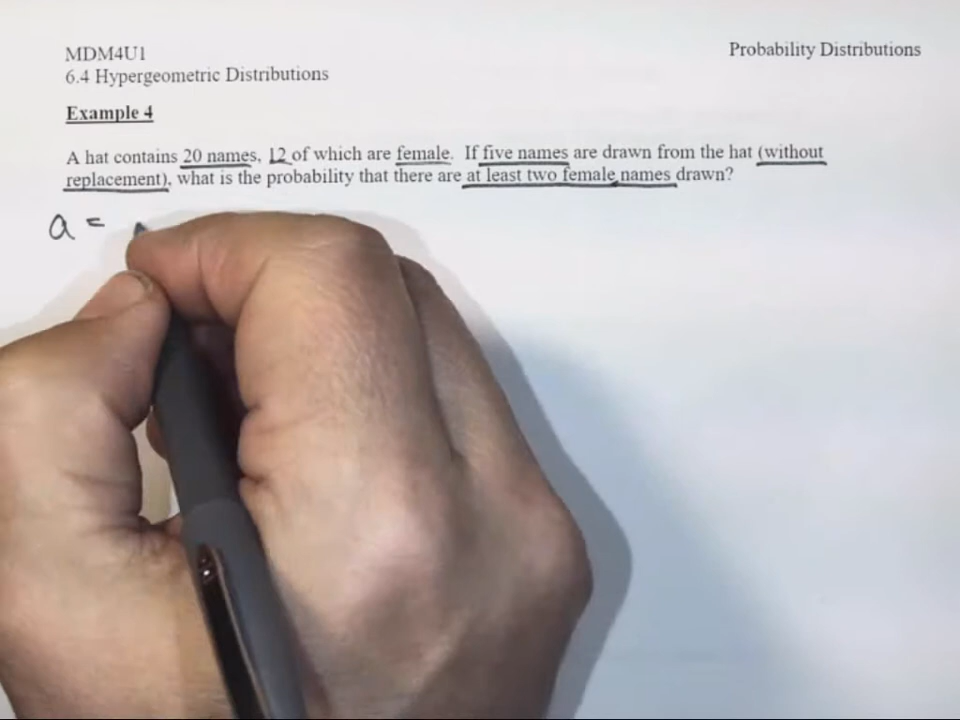 MDM4U1
Probability Distributions
6.4 Hypergeometric Distributions
Example 4
A hat contains 20 names, 12 of which are female. If five names are drawn from the hat (without
replacement), what is the probability that there are at least two female names drawn?
a =